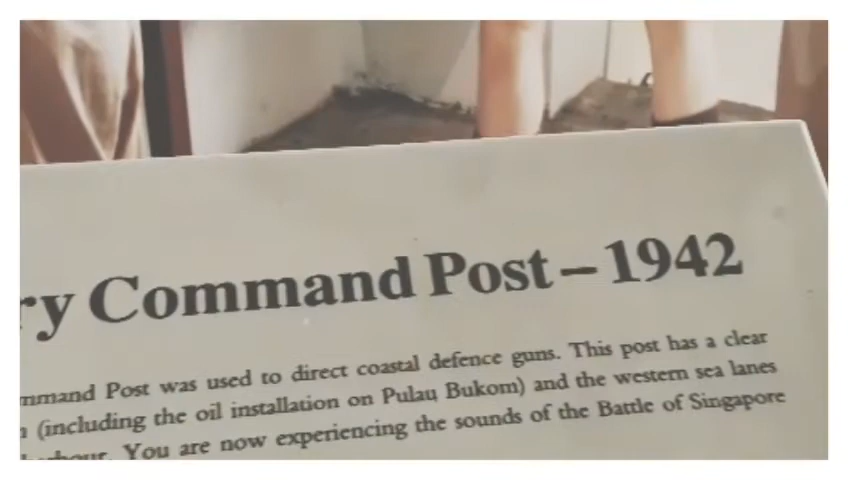 ry Command Post – 1942
mmand Post was used to direct coastal defence guns. This post has a clear
(including the oil installation on Pulau Bukom) and the western sea lanes
You are now experiencing the sounds of the Battle of Singapore